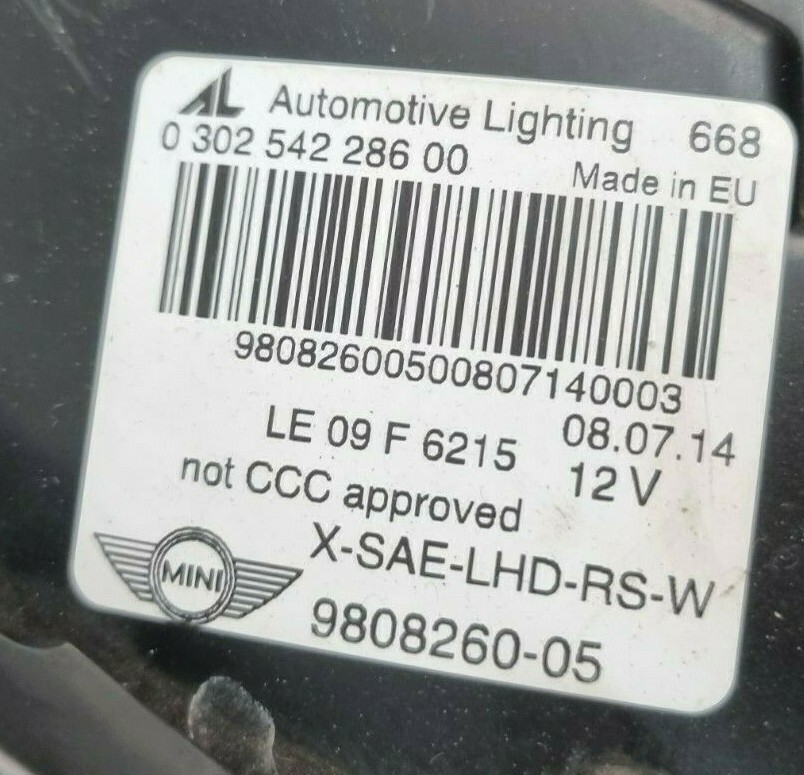 AL Automotive Lighting 668
0 302 542 286 00 Made in EU
98082600500807140003
LE 09 F 6215 08.07.14
not CCC approved 12 V
X-SAE-LHD-RS-W
MINI 9808260-05